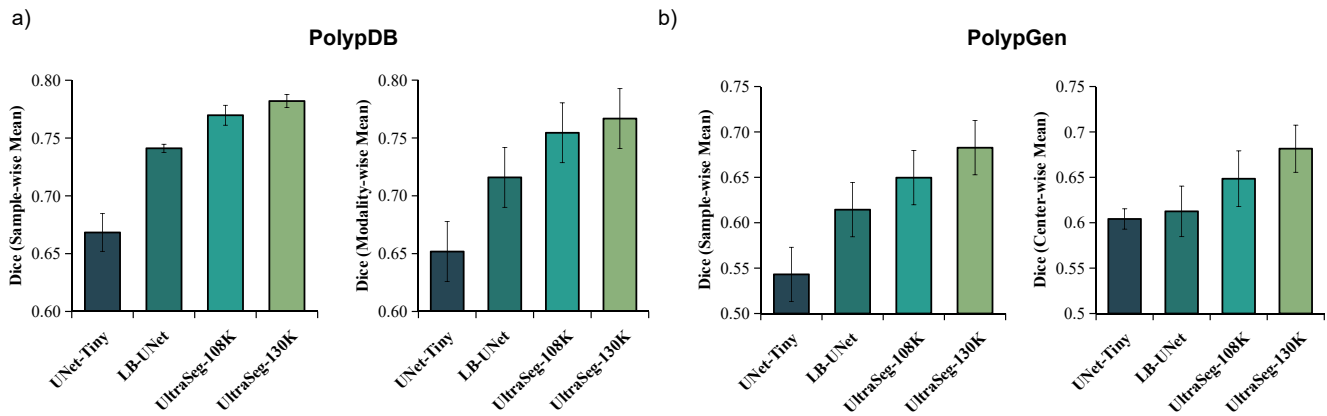 a)
PolypDB
Dice (Sample-wise Mean)
0.80
0.75
0.70
0.65
0.60
UNet-Tiny
LB-UNet
UltraSeg-108K
UltraSeg-130K
Dice (Modality-wise Mean)
0.80
0.75
0.70
0.65
0.60
UNet-Tiny
LB-UNet
UltraSeg-108K
UltraSeg-130K
b)
PolypGen
Dice (Sample-wise Mean)
0.75
0.70
0.65
0.60
0.55
0.50
UNet-Tiny
LB-UNet
UltraSeg-108K
UltraSeg-130K
Dice (Center-wise Mean)
0.75
0.7
0.65
0.6
0.55
0.5
UNet-Tiny
LB-UNet
UltraSeg-108K
UltraSeg-130K